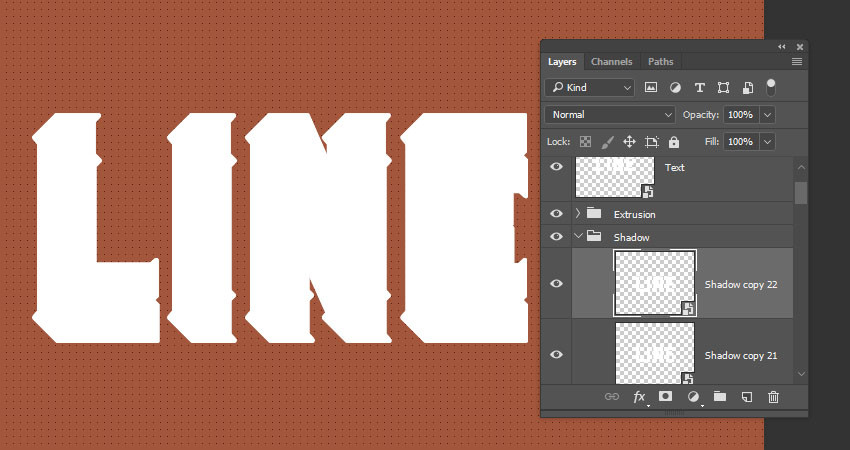 LINE
Layers Channels Paths
Kind
Normal Opacity: 100%
Lock: Fill: 100%
Text
Extrusion
Shadow
Shadow copy 22
Shadow copy 21
fx